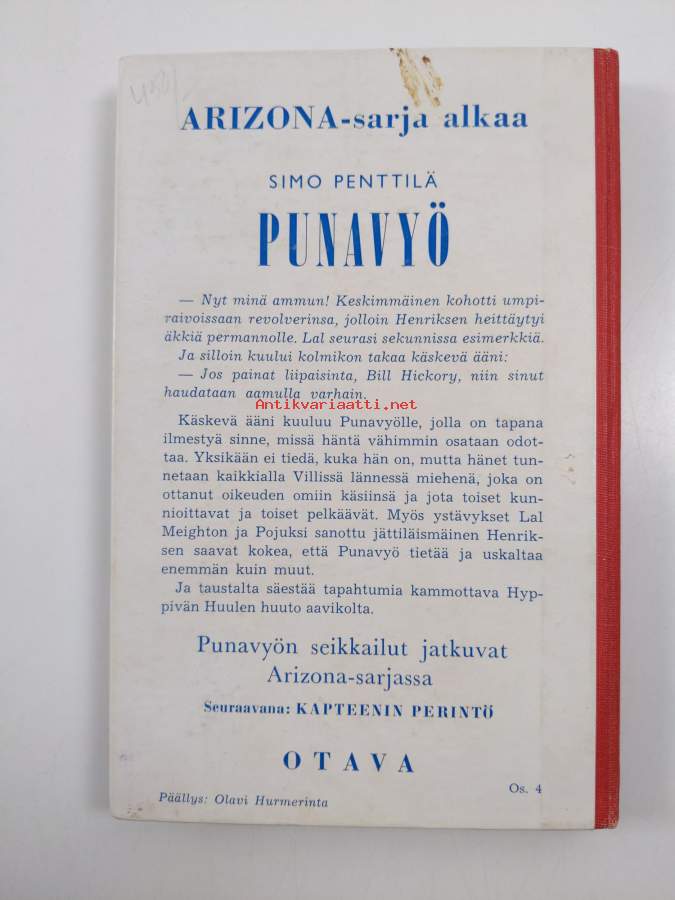 450/-
ARIZONA-sarja alkaa
SIMO PENTTILÄ
PUNAVYÖ
— Nyt minä ammun! Keskimmäinen kohotti umpi-
raivoissaan revolverinsa, jolloin Henriksen heittäytyi
äkkiä permannolle. Lal seurasi sekunnissa esimerkkiä.
Ja silloin kuului kolmikon takaa käskevä ääni:
— Jos painat liipaisinta, Bill Hickory, niin sinut
haudataan aamulla varhain.
Antikvariaatti.net
Käskevä ääni kuuluu Punavyölle, jolla on tapana
ilmestyä sinne, missä häntä vähimmin osataan odot-
taa. Yksikään ei tiedä, kuka hän on, mutta hänet tun-
netaan kaikkialla Villissä lännessä miehenä, joka on
ottanut oikeuden omiin käsiinsä ja jota toiset kun-
nioittavat ja toiset pelkäävät. Myös ystävykset Lal
Meighton ja Pojuksi sanottu jättiläismäinen Henrik-
sen saavat kokea, että Punavyö tietää ja uskaltaa
enemmän kuin muut.
Ja taustalta säestää tapahtumia kammottava Hyp-
pivän Huulen huuto aavikolta.
Punavyön seikkailut jatkuvat
Arizona-sarjassa
Seuraavana: KAPTEENIN PERINTÖ
OTAVA
Os. 4
Päällys: Olavi Hurmerinta